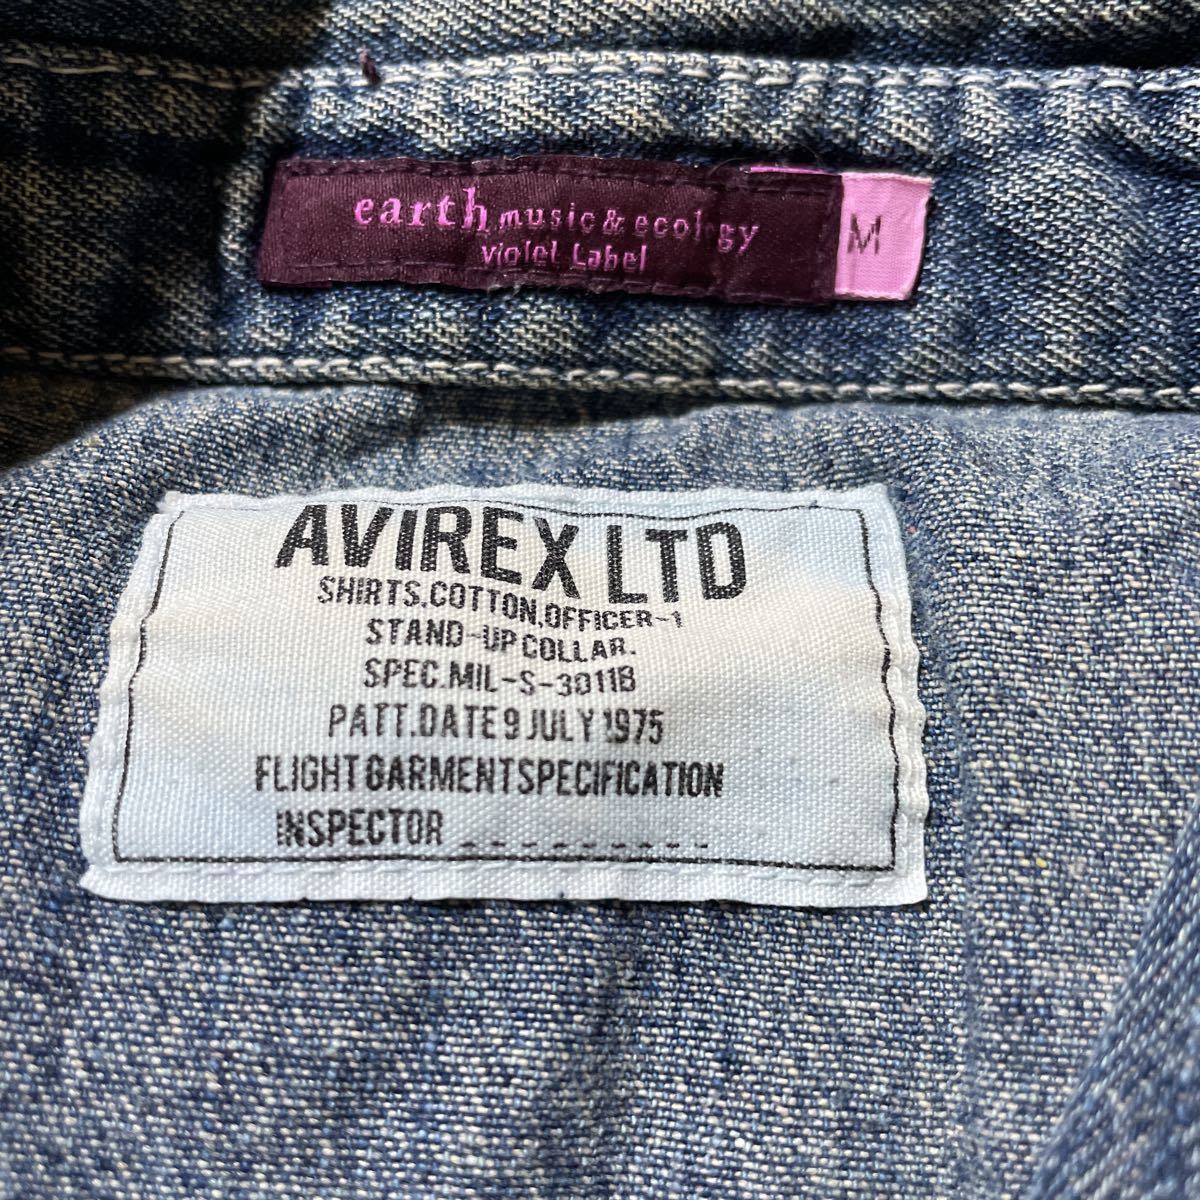 earth music & ecology
Violet Label
M
AVIREX LTD
SHIRTS.COTTON.OFFICER-1
STAND-UP COLLAR.
SPEC.MIL-S-3011B
PATT.DATE 9 JULY 1975
FLIGHT GARMENT SPECIFICATION
INSPECTOR _ _ _ _ _ _ _ _ _